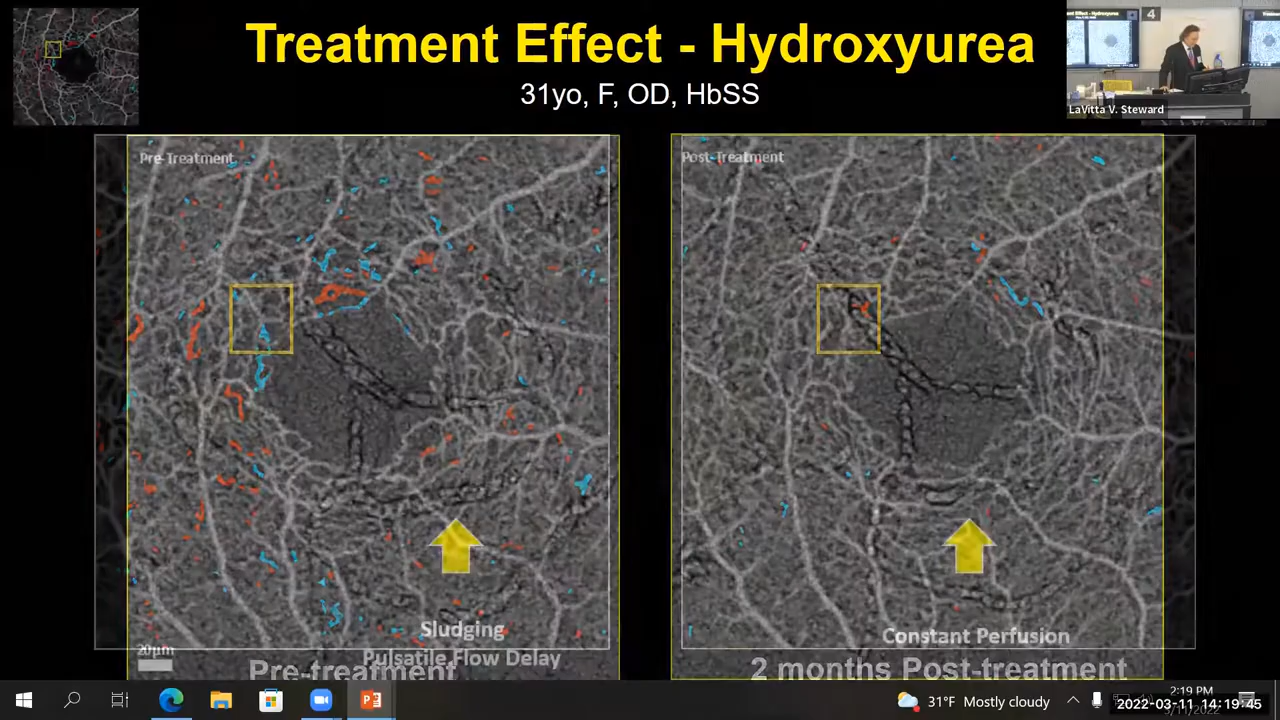 Treatment Effect - Hydroxyurea
31yo, F, OD, HbSS
4
LaVitta V. Steward
Pre-Treatment
Post-Treatment
Sludging
Pulsatile Flow Delay
20μm
Pre-treatment
Constant Perfusion
2 months Post-treatment
31°F Mostly cloudy
2:19 PM
2022-03-11 14:19:45